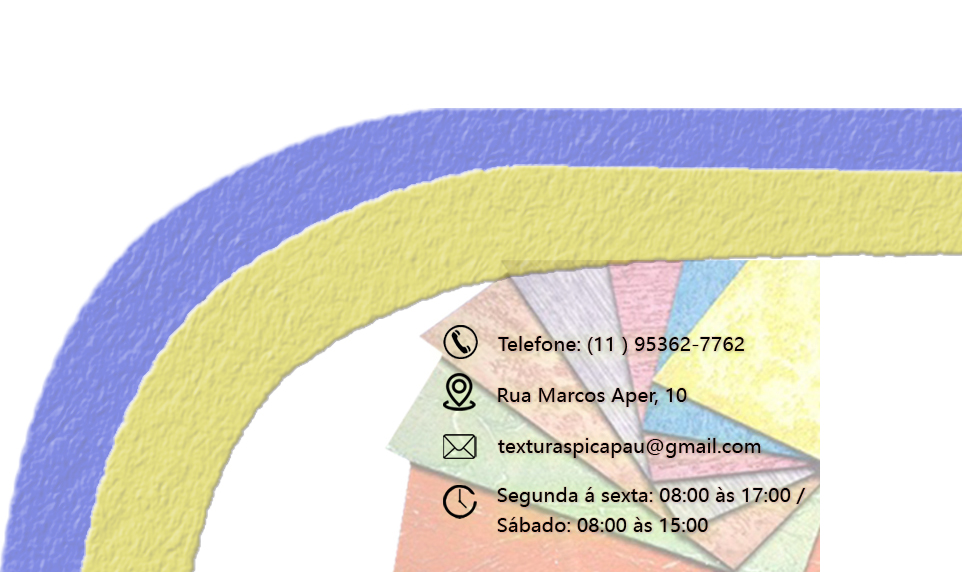 Telefone: (11 ) 95362-7762
Rua Marcos Aper, 10
texturaspicapau@gmail.com
Segunda á sexta: 08:00 às 17:00 /
Sábado: 08:00 às 15:00